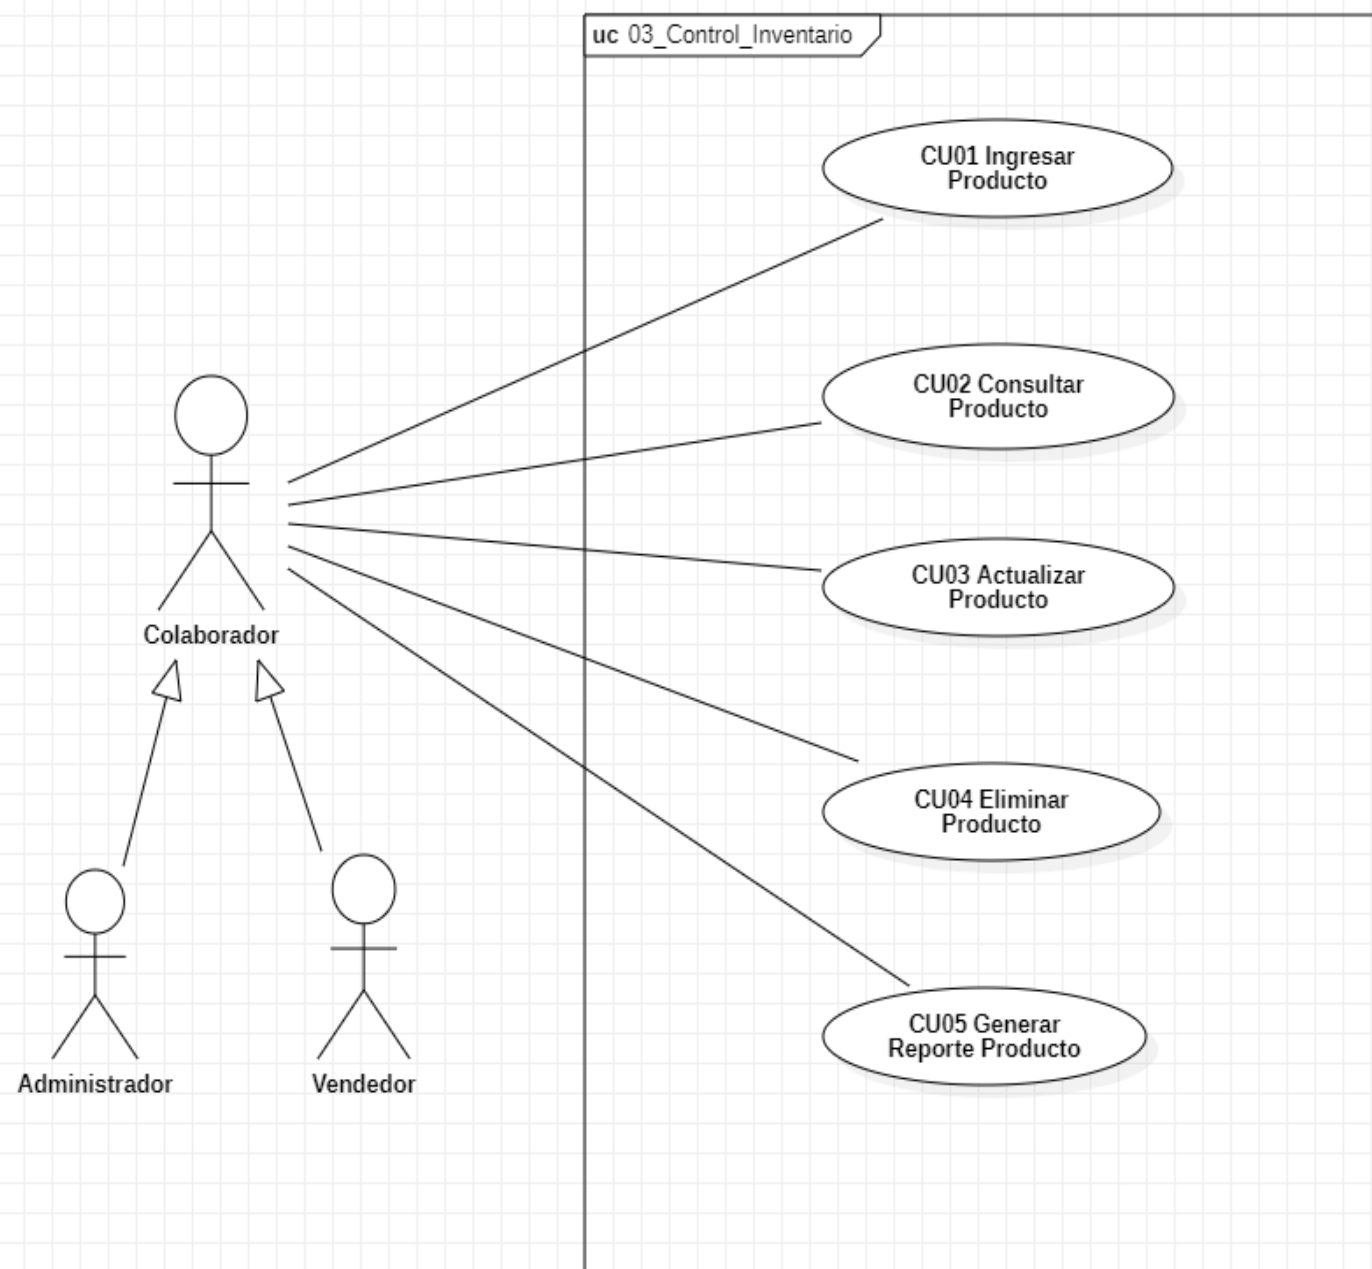 uc 03_Control_Inventario
CU01 Ingresar
Producto
CU02 Consultar
Producto
CU03 Actualizar
Producto
Colaborador
CU04 Eliminar
Producto
CU05 Generar
Reporte Producto
Administrador
Vendedor